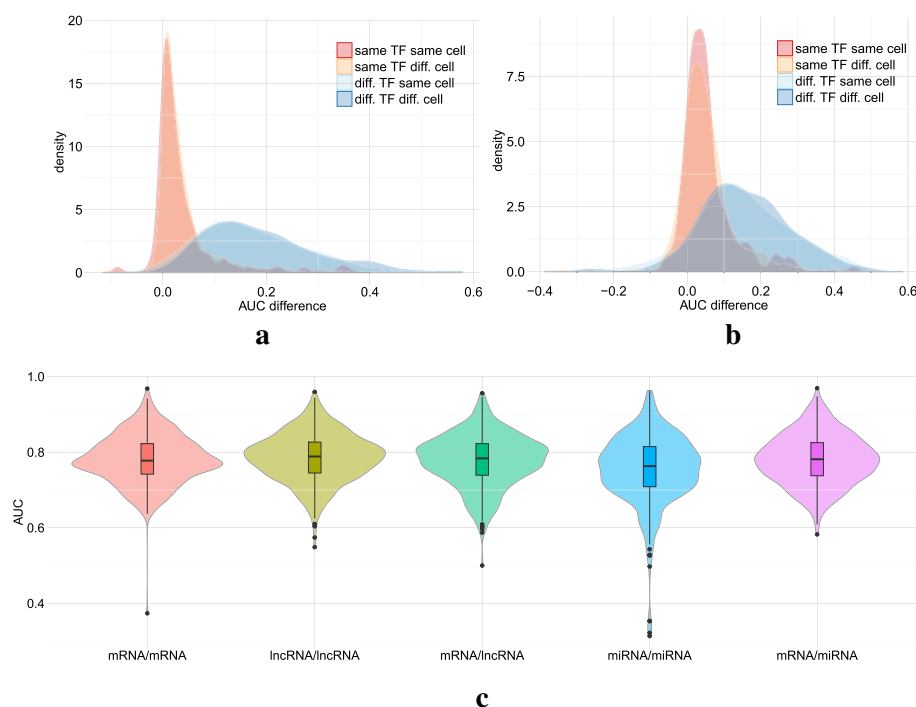 20
15
10
5
0
density
0.0
0.2
0.4
0.6
AUC difference
same TF same cell
same TF diff. cell
diff. TF same cell
diff. TF diff. cell
a
7.5
5.0
2.5
0.0
density
−0.4
−0.2
0.0
0.2
0.4
0.6
AUC difference
same TF same cell
same TF diff. cell
diff. TF same cell
diff. TF diff. cell
b
1.0
0.8
0.6
0.4
AUC
mRNA/mRNA
lncRNA/lncRNA
mRNA/lncRNA
miRNA/miRNA
mRNA/miRNA
c